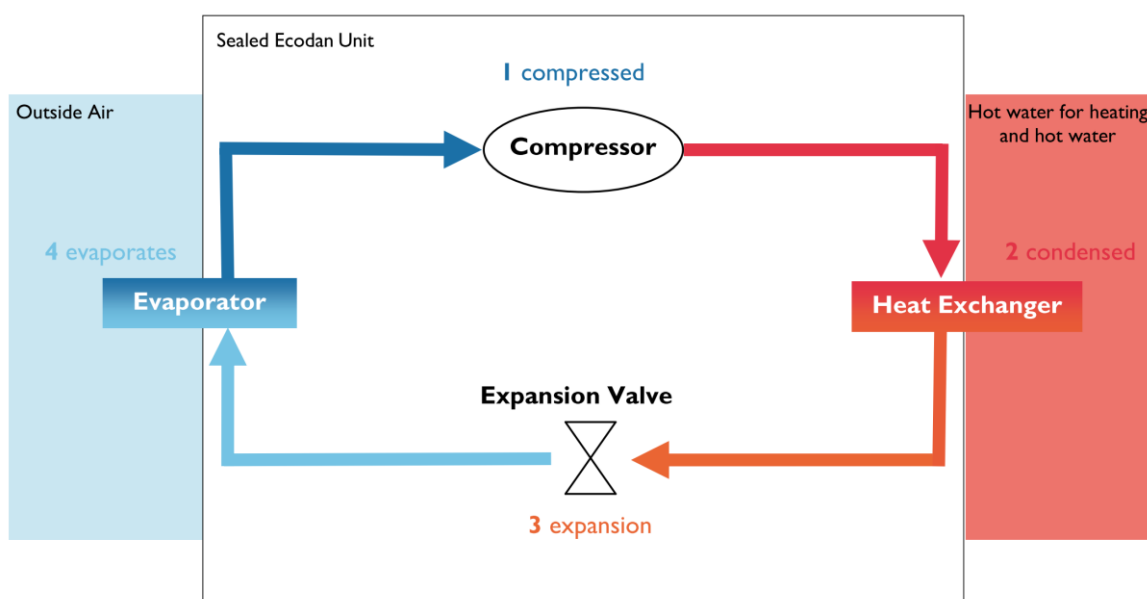 Sealed Ecodan Unit
1 compressed
Outside Air
Compressor
Hot water for heating
and hot water
4 evaporates
2 condensed
Evaporator
Heat Exchanger
Expansion Valve
3 expansion